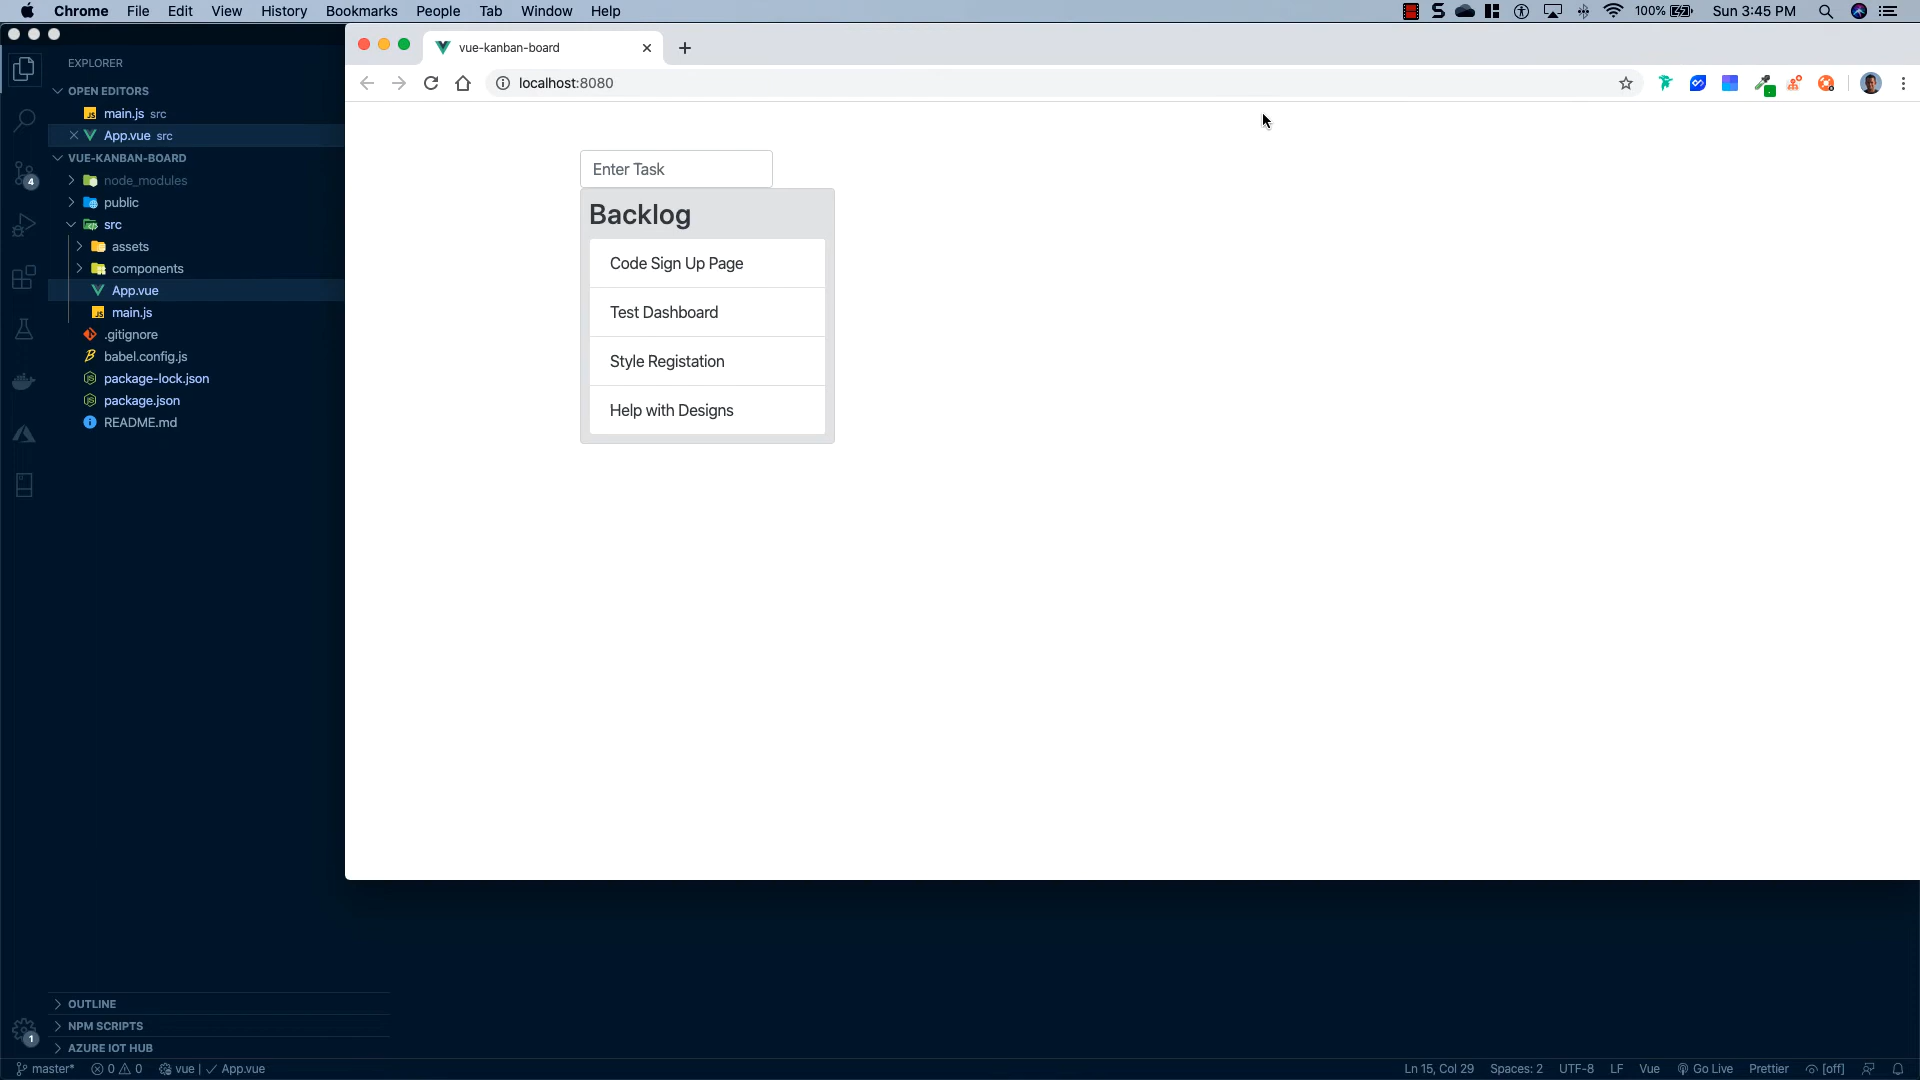 Chrome File Edit View History Bookmarks People Tab Window Help 100% Sun 3:45 PM
vue-kanban-board
localhost:8080
EXPLORER
OPEN EDITORS
main.js src
App.vue src
VUE-KANBAN-BOARD
node_modules
public
src
assets
components
App.vue
main.js
.gitignore
babel.config.js
package-lock.json
package.json
README.md
4
Enter Task
Backlog
Code Sign Up Page
Test Dashboard
Style Registation
Help with Designs
OUTLINE
NPM SCRIPTS
AZURE IOT HUB
1
master* 0 0 vue | App.vue Ln 15, Col 29 Spaces: 2 UTF-8 LF Vue Go Live Prettier [off]